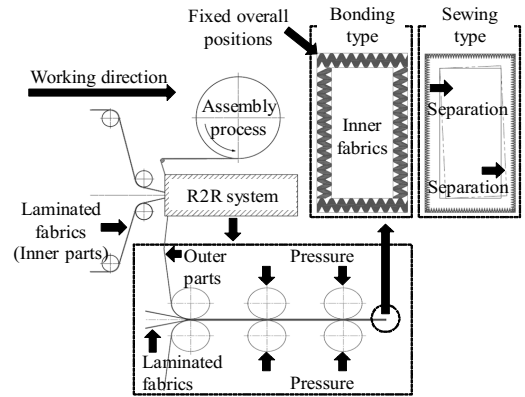 Fixed overall
positions
Bonding
type
Sewing
type
Working direction
Assembly
process
Inner
fabrics
Separation
Separation
R2R system
Laminated
fabrics
(Inner parts)
Outer
parts
Pressure
Laminated
fabrics
Pressure